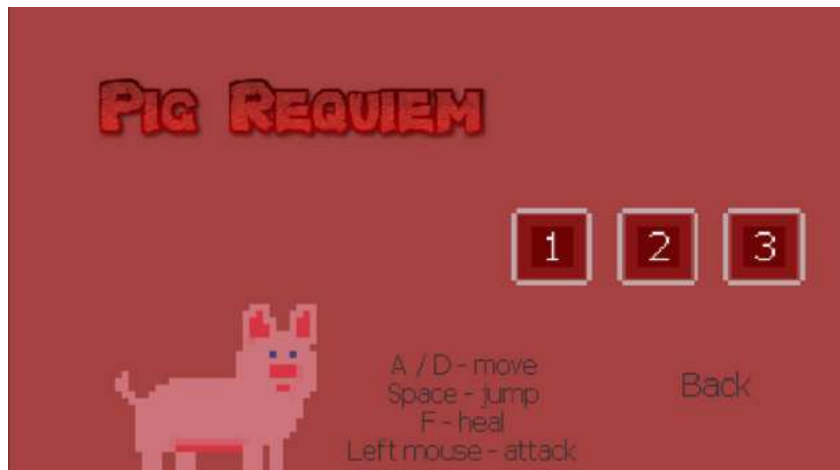 Pig Requiem
1 2 3
A / D - move
Space - jump
F - heal
Left mouse - attack
Back